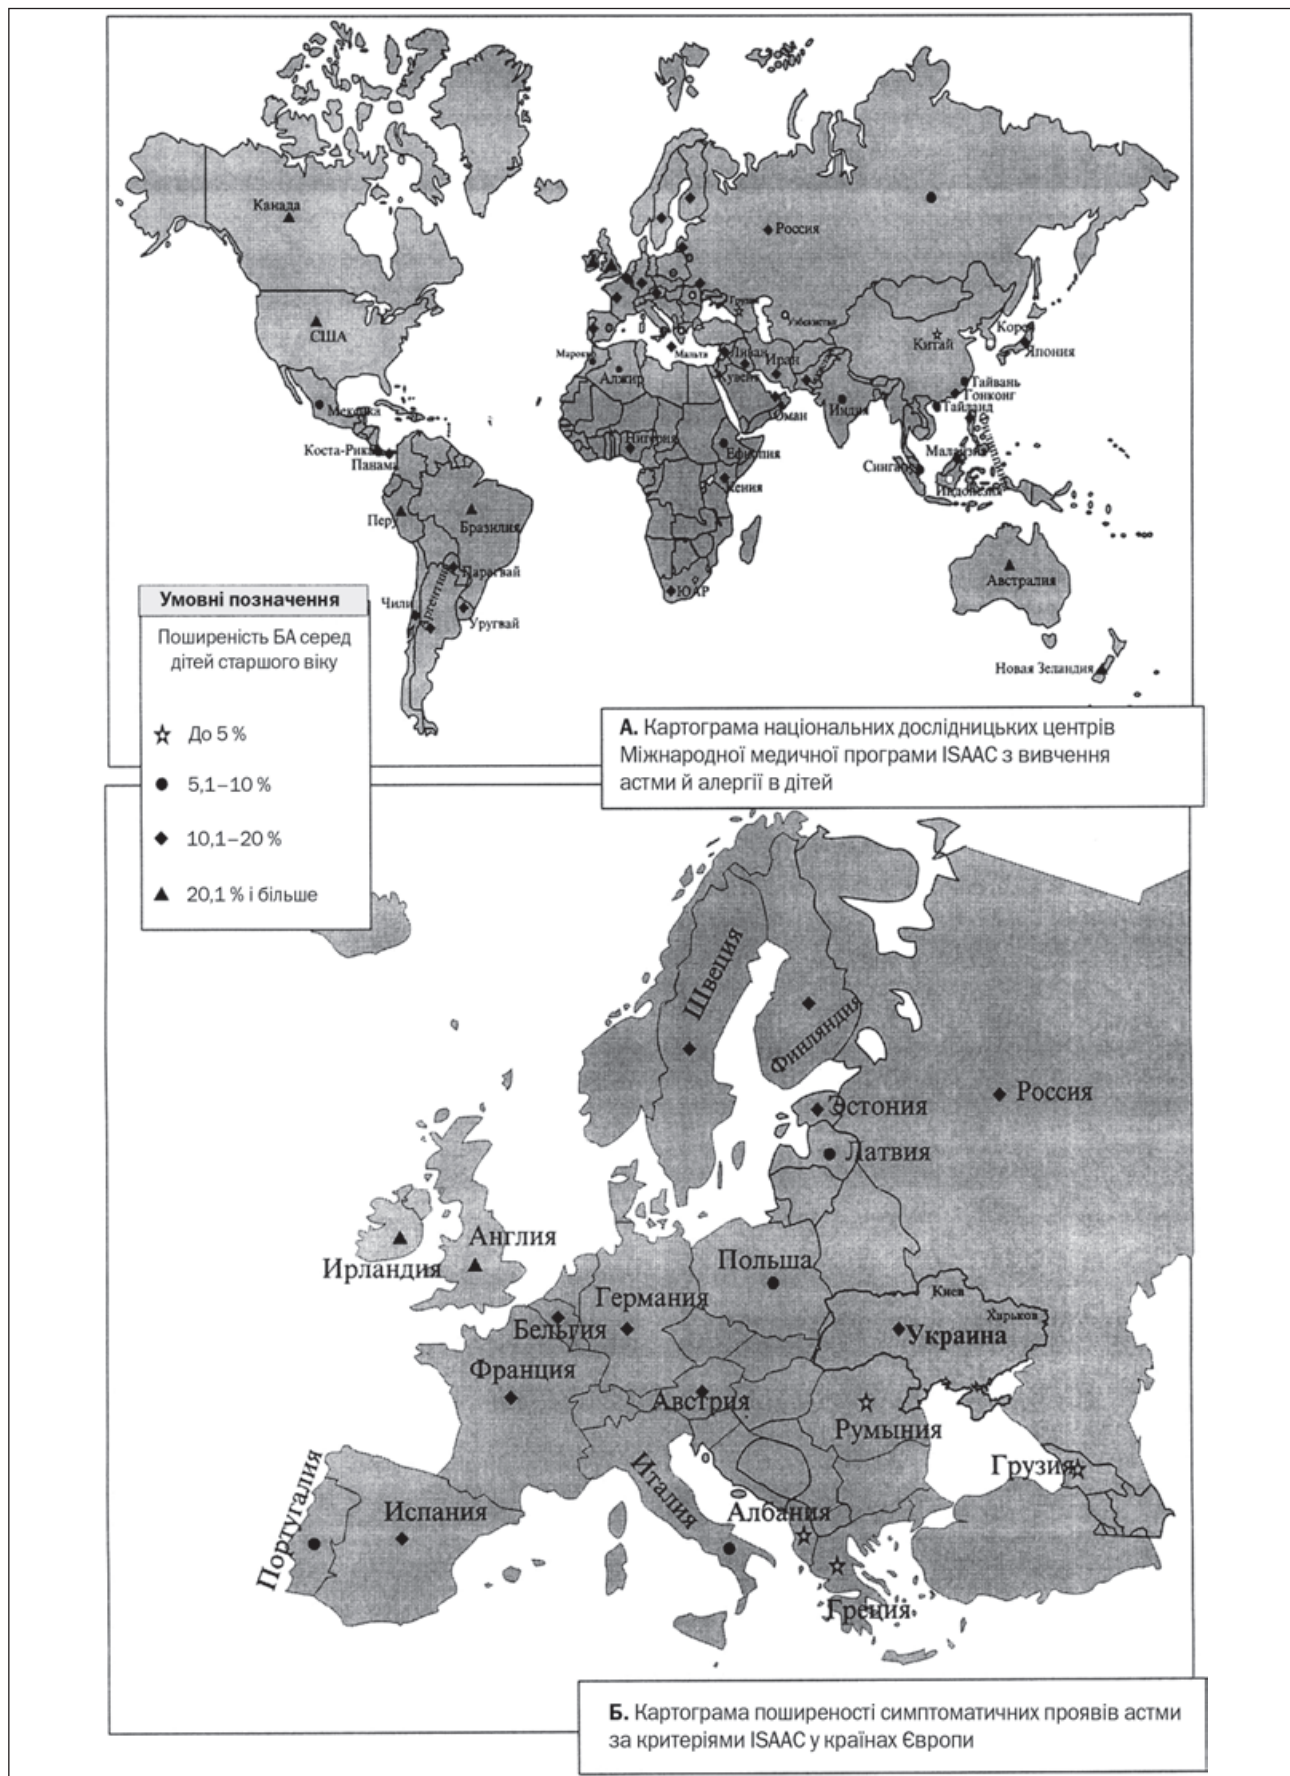 Канада
США
Мексика
Коста-Рика
Панама
Перу
Бразилия
Парагвай
Чили
Аргентина
Уругвай
Россия
Грузия
Узбекистан
Мальта
Марокко
Алжир
Ливан
Кувейт
Иран
Оман
Индия
Китай
Корея
Япония
Тайвань
Гонконг
Тайланд
Филиппины
Малайзия
Сингапур
Индонезия
Нигерия
Ефиопия
Кения
ЮАР
Австралия
Новая Зеландия
Умовні позначення
Поширеність БА серед
дітей старшого віку
До 5 %
5,1–10 %
10,1–20 %
20,1 % і більше
А. Картограма національних дослідницьких центрів
Міжнародної медичної програми ISAAC з вивчення
астми й алергії в дітей
Швеция
Финляндия
Россия
Эстония
Латвия
Англия
Ирландия
Польша
Германия
Киев
Харьков
Бельгия
Украина
Франция
Австрия
Румыния
Грузия
Португалия
Испания
Италия
Албания
Греция
Б. Картограма поширеності симптоматичних проявів астми
за критеріями ISAAC у країнах Європи